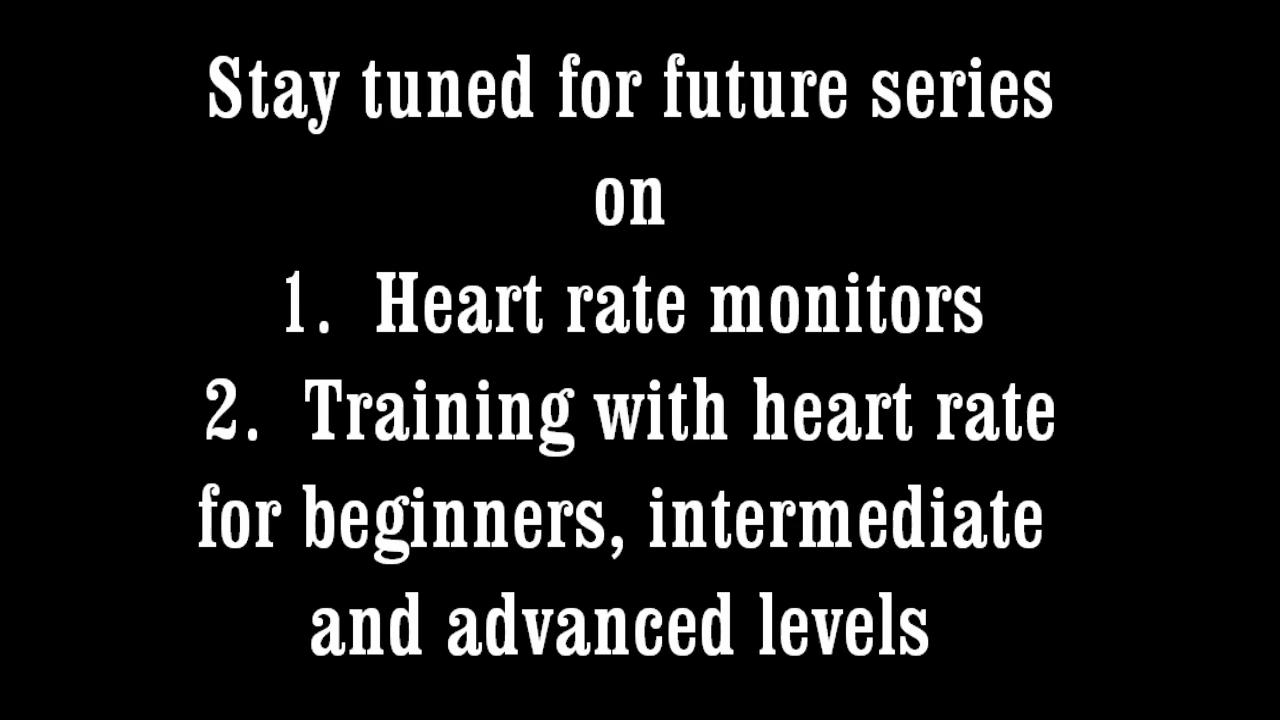 Stay tuned for future series
on
1. Heart rate monitors
2. Training with heart rate
for beginners, intermediate
and advanced levels